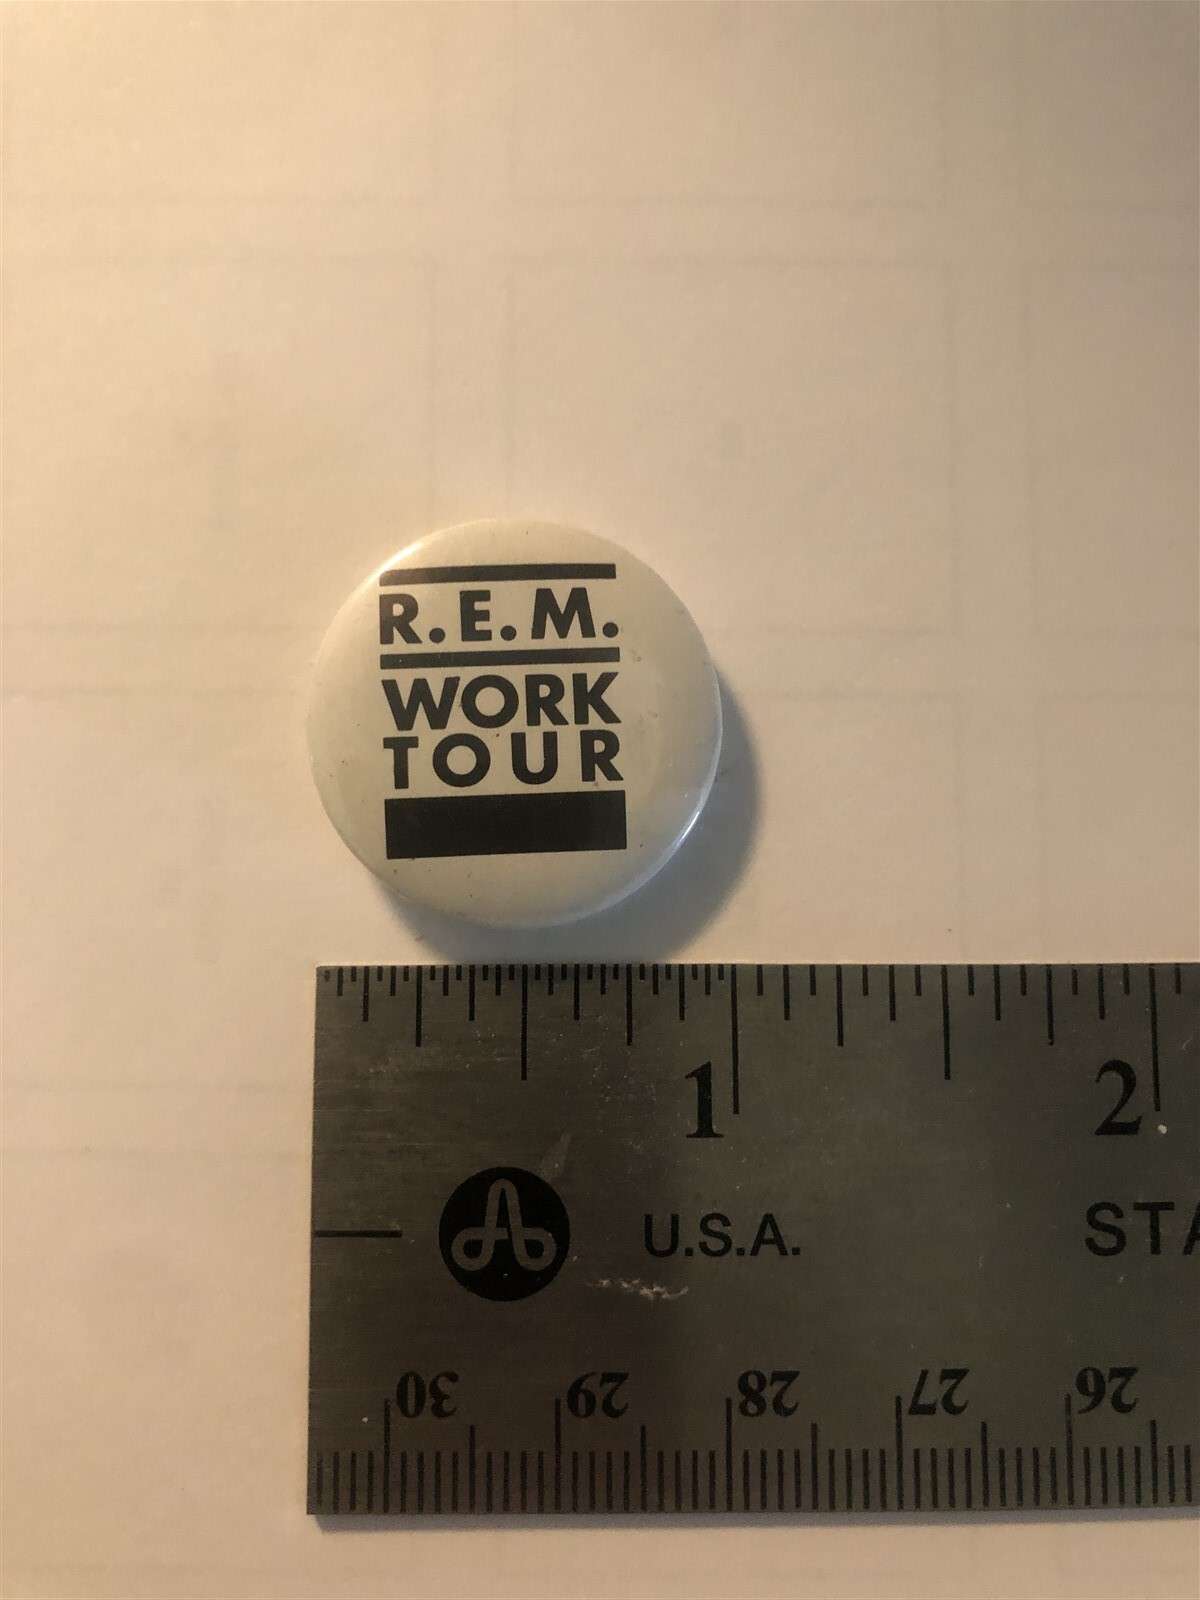 R.E.M.
WORK
TOUR
1 2
U.S.A. STA
30 29 28 27 26